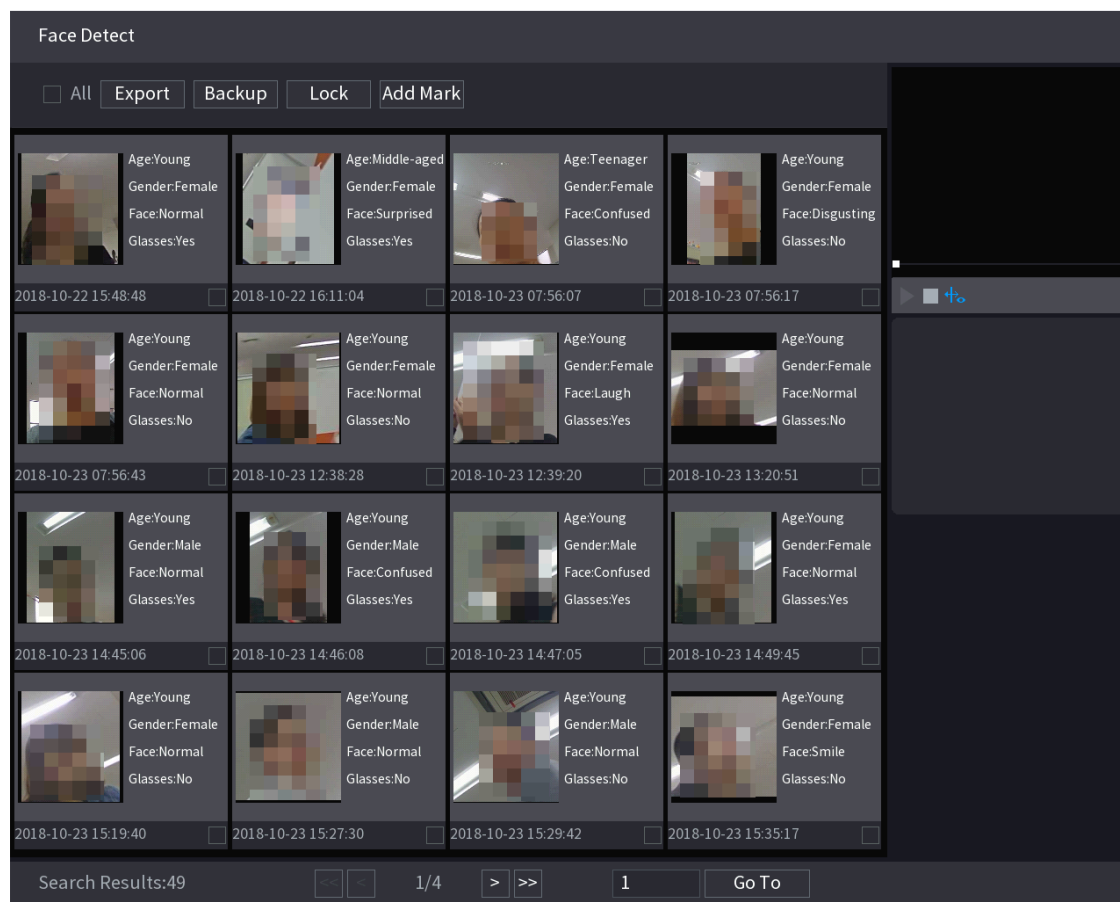 Face Detect
All Export Backup Lock Add Mark
Age:Young
Gender:Female
Face:Normal
Glasses:Yes
2018-10-22 15:48:48
Age:Middle-aged
Gender:Female
Face:Surprised
Glasses:Yes
2018-10-22 16:11:04
Age:Teenager
Gender:Female
Face:Confused
Glasses:No
2018-10-23 07:56:07
Age:Young
Gender:Female
Face:Disgusting
Glasses:No
2018-10-23 07:56:17
Age:Young
Gender:Female
Face:Normal
Glasses:No
2018-10-23 07:56:43
Age:Young
Gender:Female
Face:Normal
Glasses:No
2018-10-23 12:38:28
Age:Young
Gender:Female
Face:Laugh
Glasses:Yes
2018-10-23 12:39:20
Age:Young
Gender:Female
Face:Normal
Glasses:No
2018-10-23 13:20:51
Age:Young
Gender:Male
Face:Normal
Glasses:Yes
2018-10-23 14:45:06
Age:Young
Gender:Male
Face:Confused
Glasses:Yes
2018-10-23 14:46:08
Age:Young
Gender:Male
Face:Confused
Glasses:Yes
2018-10-23 14:47:05
Age:Young
Gender:Female
Face:Normal
Glasses:Yes
2018-10-23 14:49:45
Age:Young
Gender:Female
Face:Normal
Glasses:No
2018-10-23 15:19:40
Age:Young
Gender:Male
Face:Normal
Glasses:No
2018-10-23 15:27:30
Age:Young
Gender:Male
Face:Normal
Glasses:No
2018-10-23 15:29:42
Age:Young
Gender:Female
Face:Smile
Glasses:No
2018-10-23 15:35:17
Search Results:49 << < 1/4 > >> 1 Go To